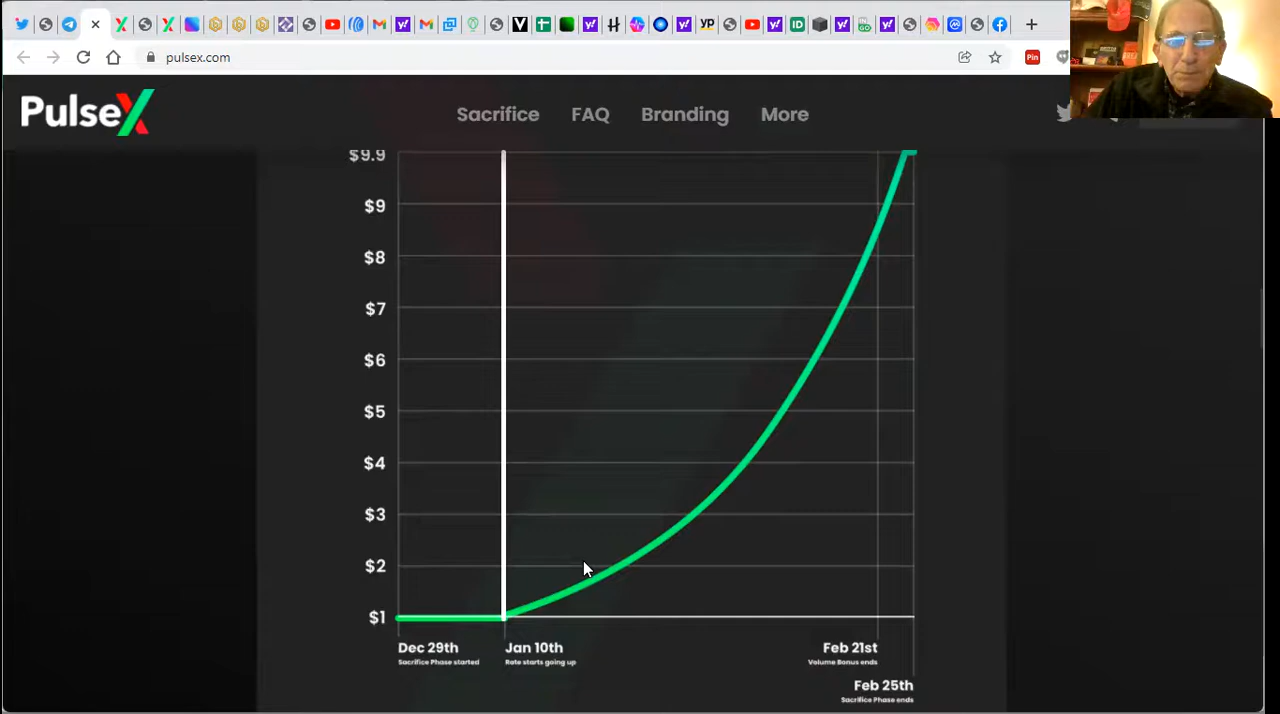 pulsex.com
Pin
PulseX
Sacrifice FAQ Branding More
$9.9
$9
$8
$7
$6
$5
$4
$3
$2
$1
Dec 29th
Sacrifice Phase started
Jan 10th
Rate starts going up
Feb 21st
Volume Bonus ends
Feb 25th
Sacrifice Phase ends